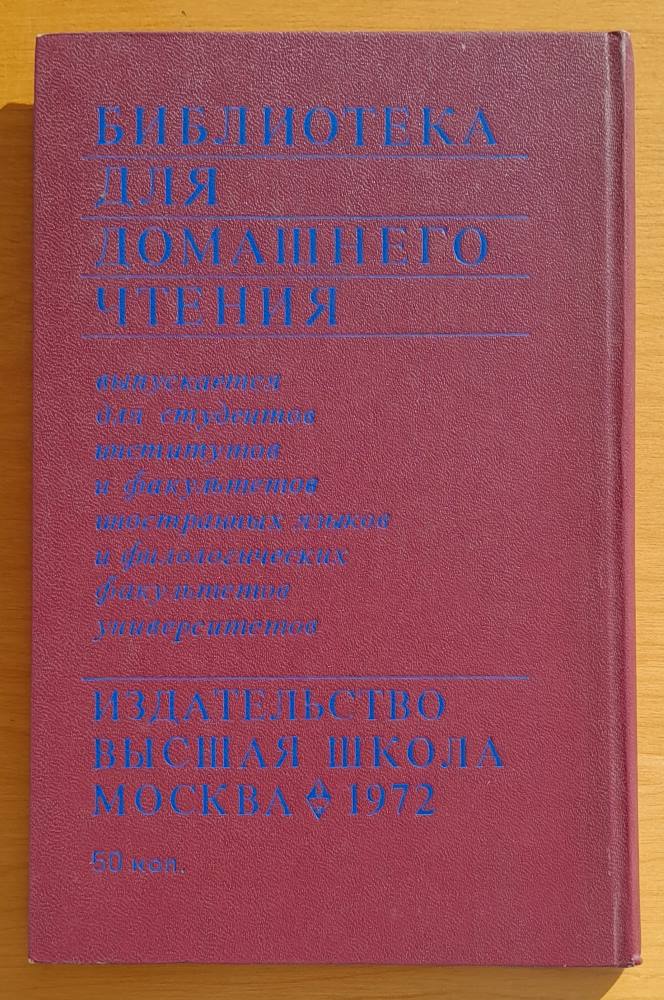 БИБЛИОТЕКА
ДЛЯ
ДОМАШНЕГО
ЧТЕНИЯ
выпускается
для студентов
институтов
и факультетов
иностранных языков
и филологических
факультетов
университетов
ИЗДАТЕЛЬСТВО
ВЫСШАЯ ШКОЛА
МОСКВА 1972
50 коп.